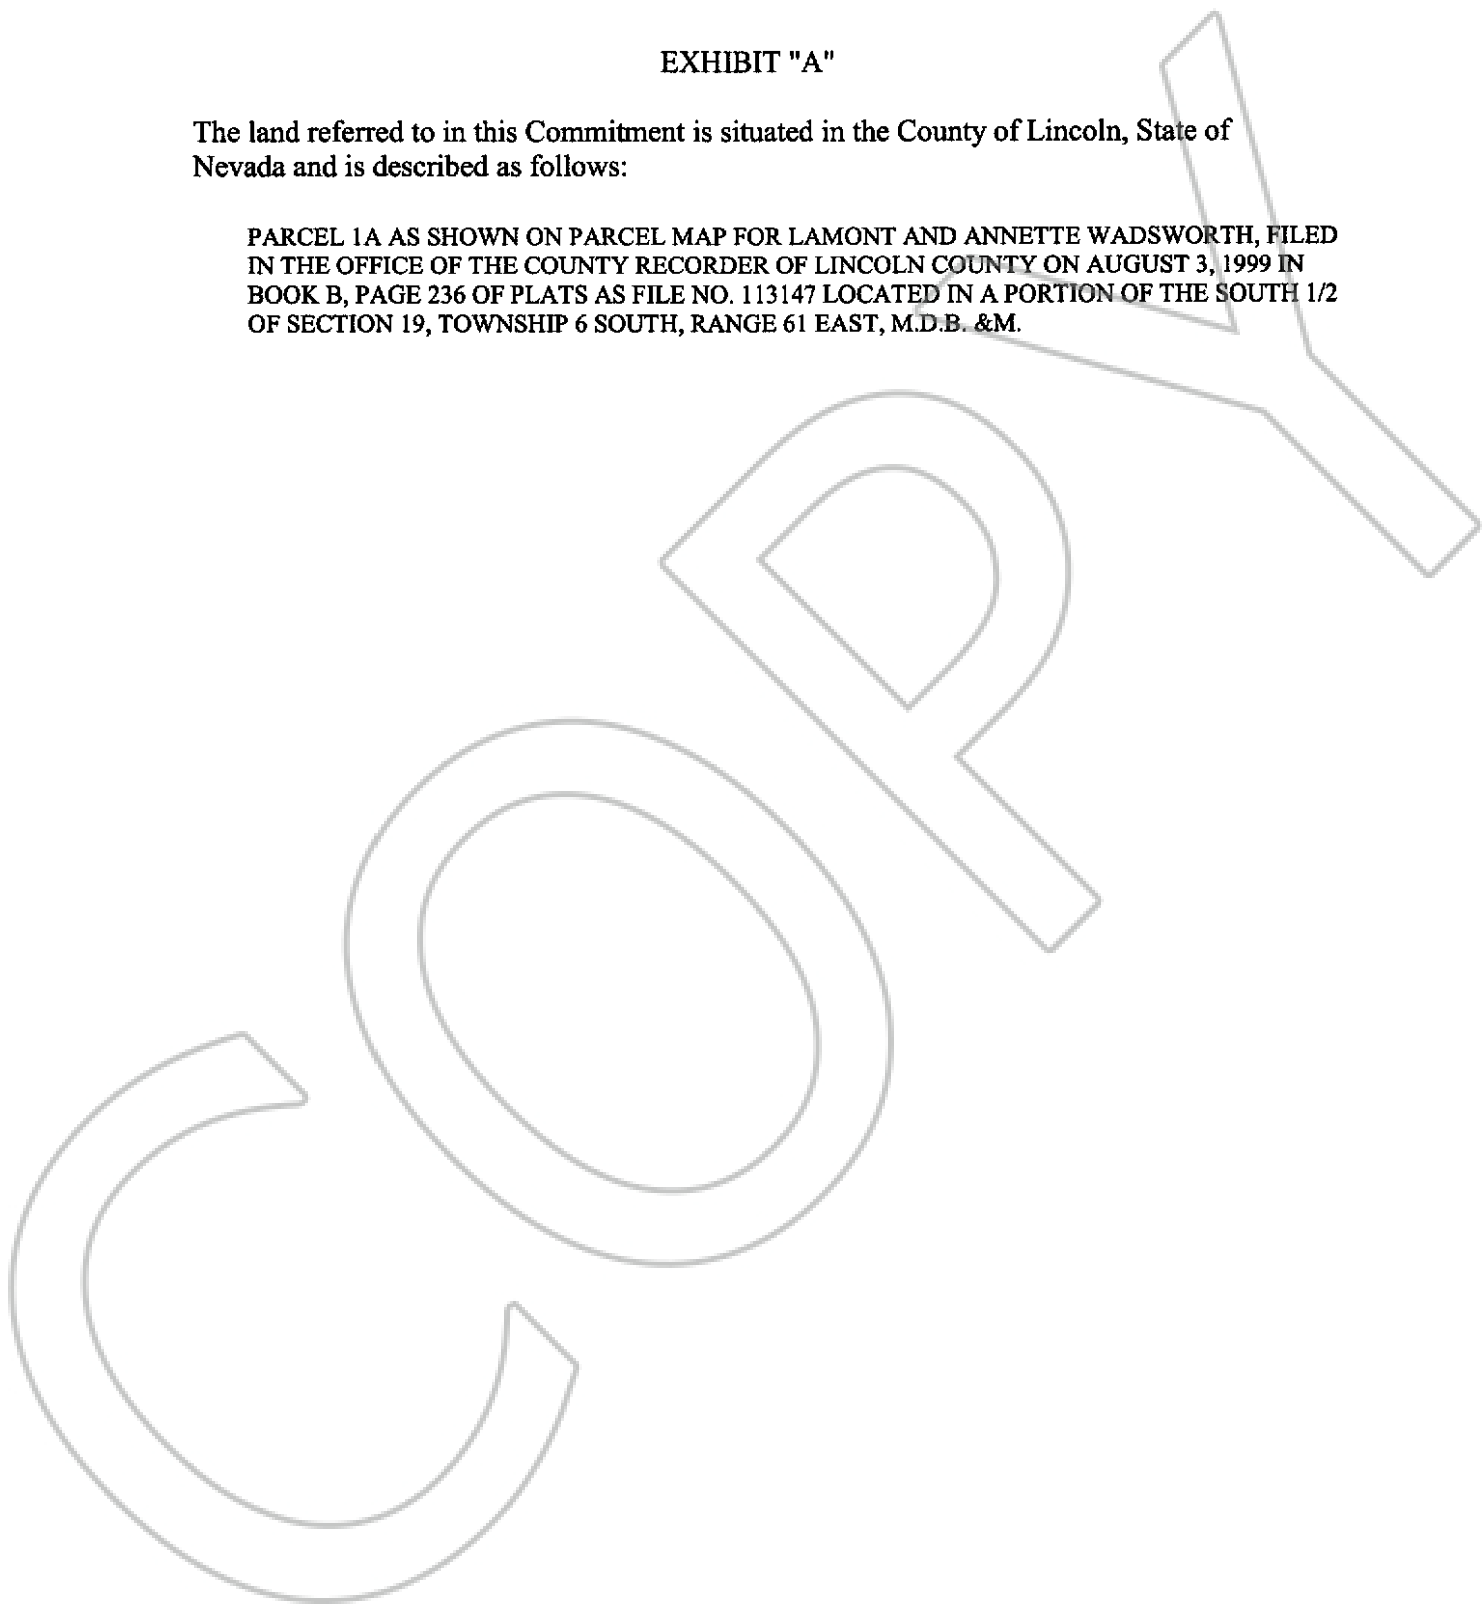 EXHIBIT "A"
The land referred to in this Commitment is situated in the County of Lincoln, State of
Nevada and is described as follows:
PARCEL 1A AS SHOWN ON PARCEL MAP FOR LAMONT AND ANNETTE WADSWORTH, FILED
IN THE OFFICE OF THE COUNTY RECORDER OF LINCOLN COUNTY ON AUGUST 3, 1999 IN
BOOK B, PAGE 236 OF PLATS AS FILE NO. 113147 LOCATED IN A PORTION OF THE SOUTH 1/2
OF SECTION 19, TOWNSHIP 6 SOUTH, RANGE 61 EAST, M.D.B. &M.
COPY